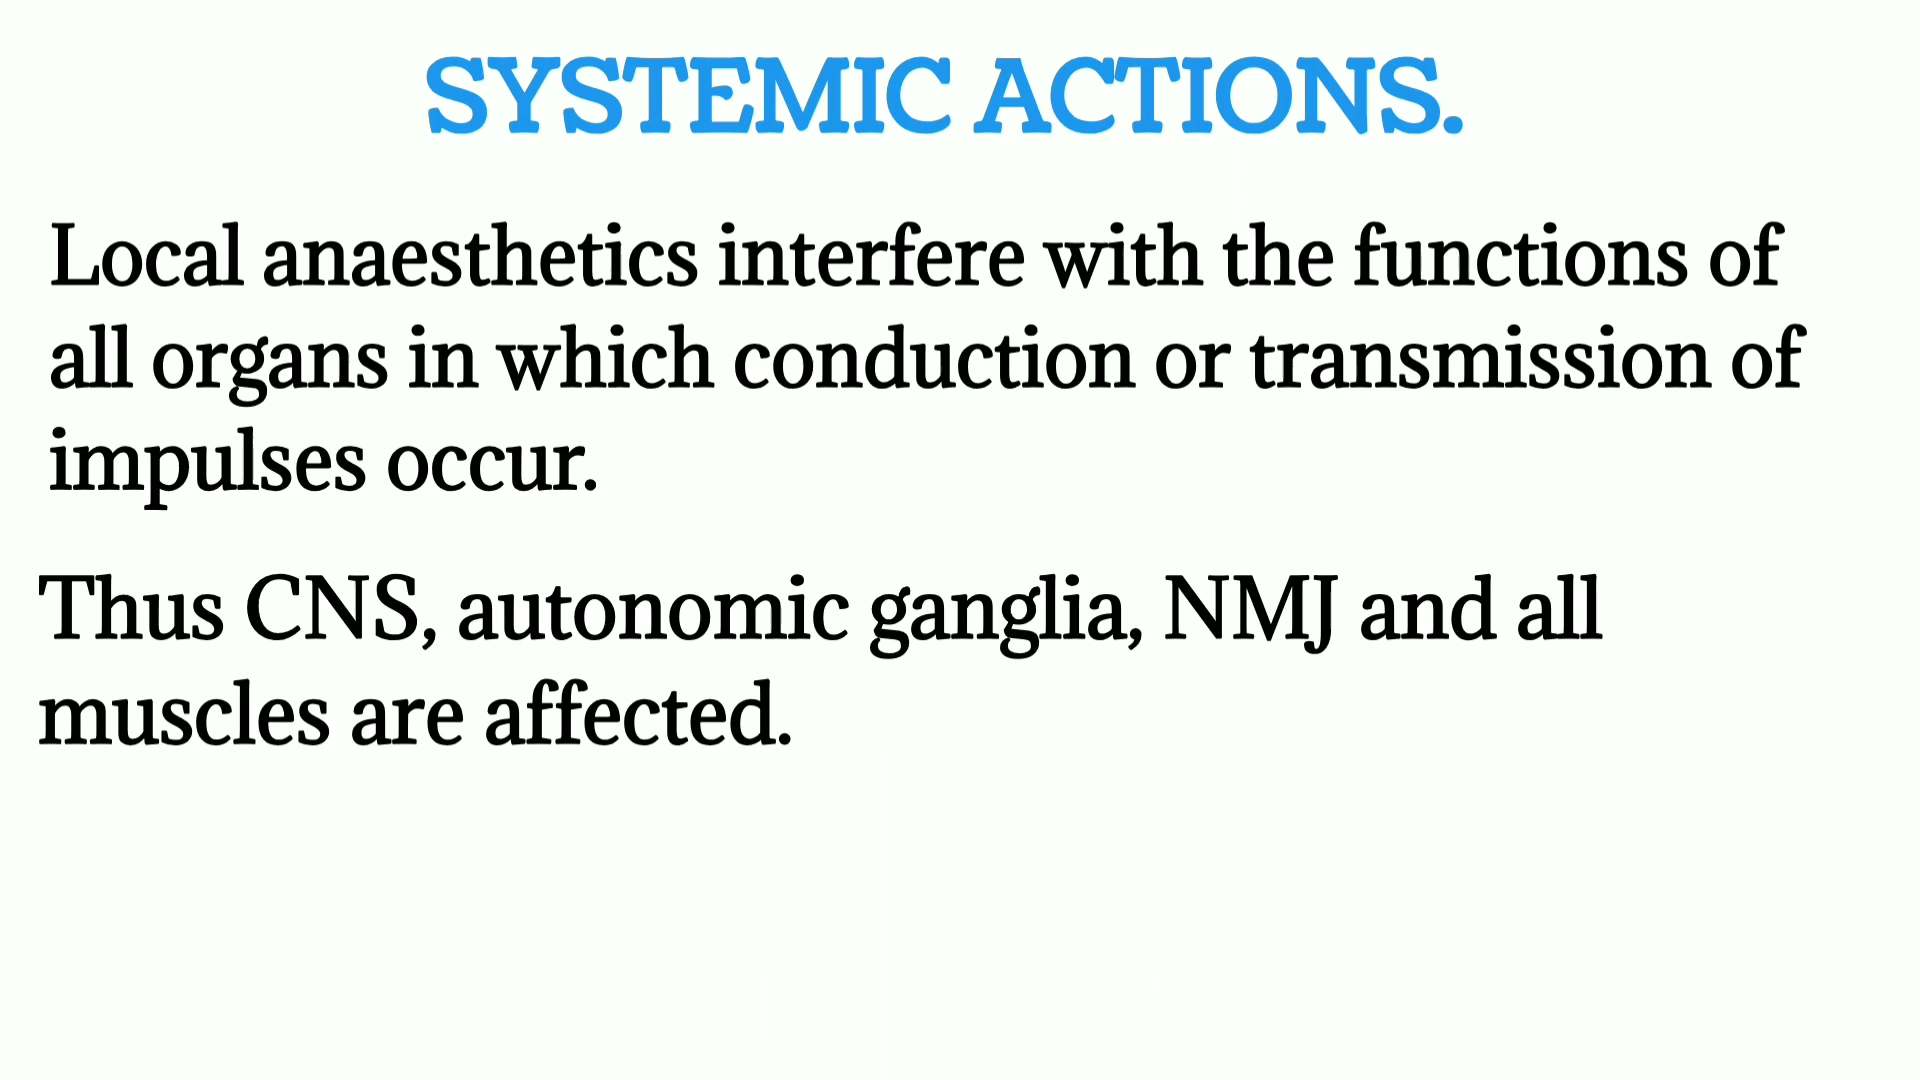 SYSTEMIC ACTIONS.
Local anaesthetics interfere with the functions of
all organs in which conduction or transmission of
impulses occur.
Thus CNS, autonomic ganglia, NMJ and all
muscles are affected.